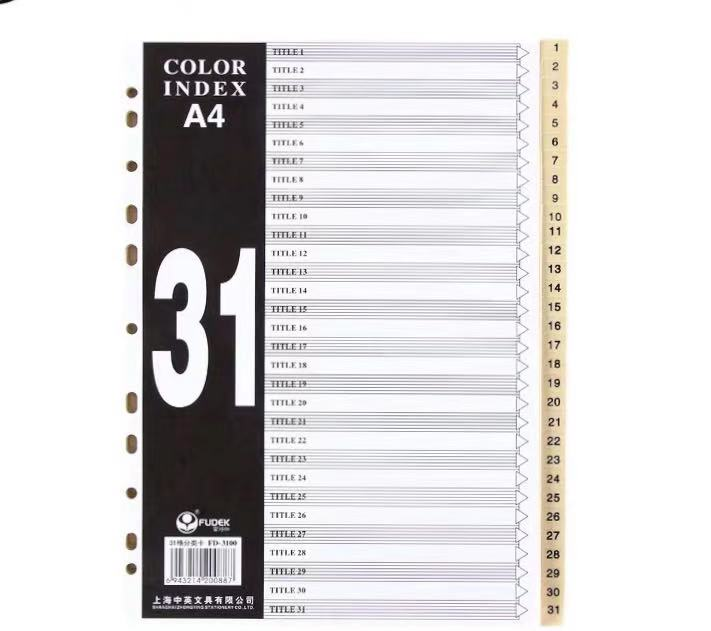 COLOR
INDEX
A4
31
FUDEK
31格分类卡 FD-3100
6 943214 200887
上海中英文具有限公司
SHANGHAIZHONGYING STATIONERY CO.,LTD.
TITLE 1 1
TITLE 2 2
TITLE 3 3
TITLE 4 4
TITLE 5 5
TITLE 6 6
TITLE 7 7
TITLE 8 8
TITLE 9 9
TITLE 10 10
TITLE 11 11
TITLE 12 12
TITLE 13 13
TITLE 14 14
TITLE 15 15
TITLE 16 16
TITLE 17 17
TITLE 18 18
TITLE 19 19
TITLE 20 20
TITLE 21 21
TITLE 22 22
TITLE 23 23
TITLE 24 24
TITLE 25 25
TITLE 26 26
TITLE 27 27
TITLE 28 28
TITLE 29 29
TITLE 30 30
TITLE 31 31